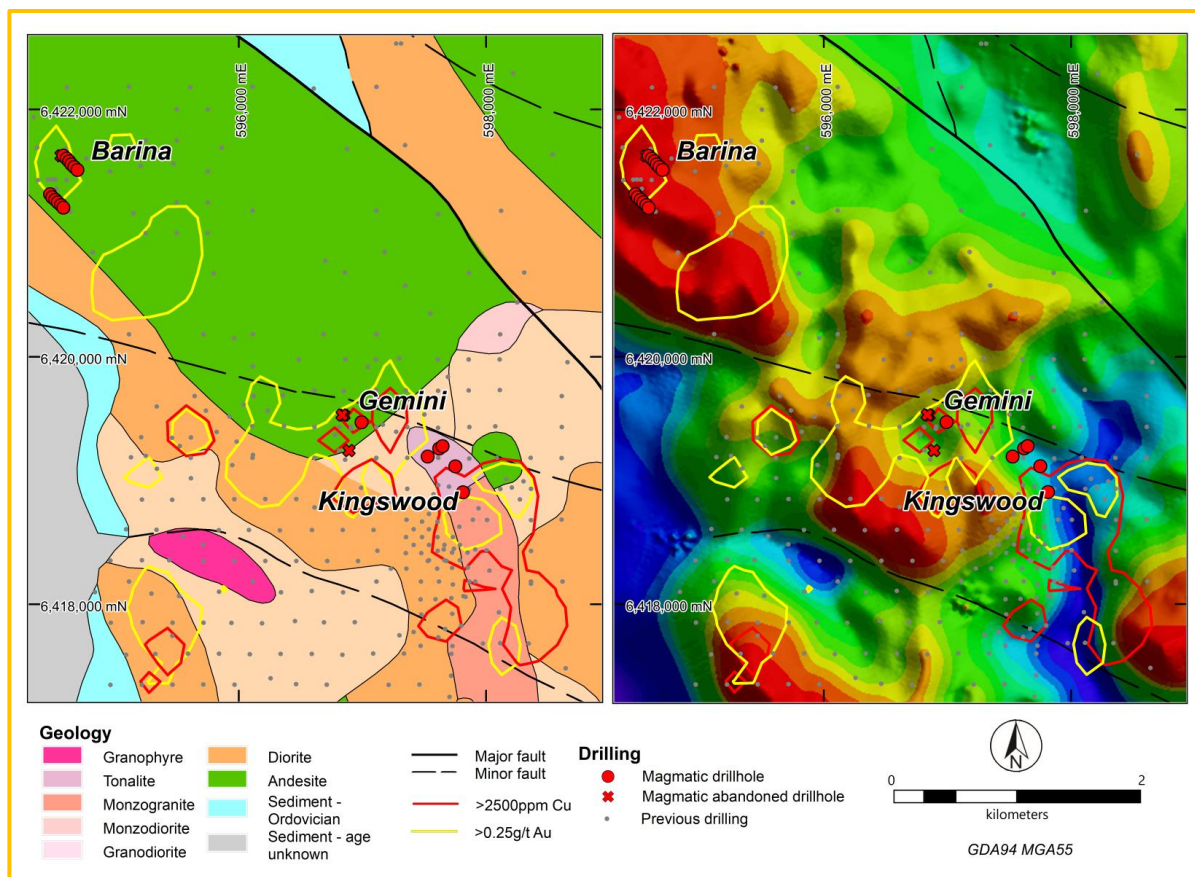 596,000 mE
598,000 mE
6,422,000 mN
Barina
6,420,000 mN
Gemini
Kingswood
6,418,000 mN
596,000 mE
598,000 mE
6,422,000 mN
Barina
6,420,000 mN
Gemini
Kingswood
6,418,000 mN
Geology
Granophyre
Tonalite
Monzogranite
Monzodiorite
Granodiorite
Diorite
Andesite
Sediment -
Ordovician
Sediment - age
unknown
Major fault
Minor fault
>2500ppm Cu
>0.25g/t Au
Drilling
Magmatic drillhole
Magmatic abandoned drillhole
Previous drilling
N
0
2
kilometers
GDA94 MGA55